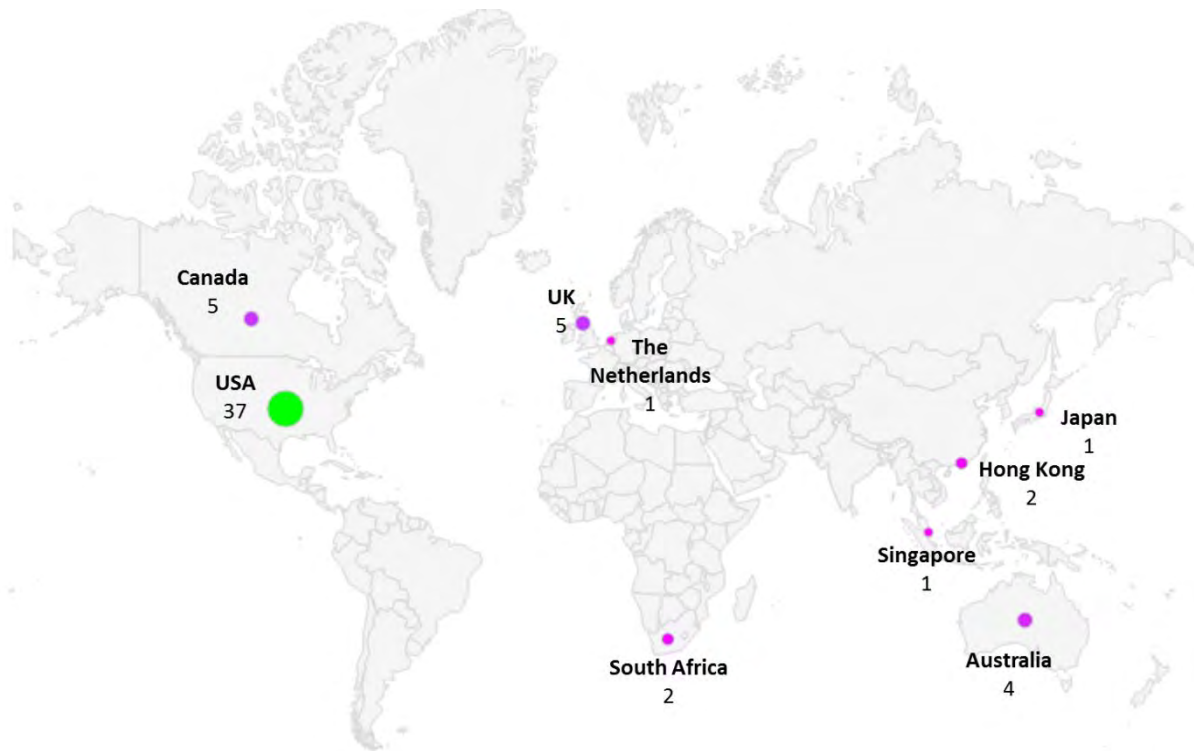 Canada
5
UK
5
The
Netherlands
1
USA
37
Japan
1
Hong Kong
2
Singapore
1
South Africa
2
Australia
4